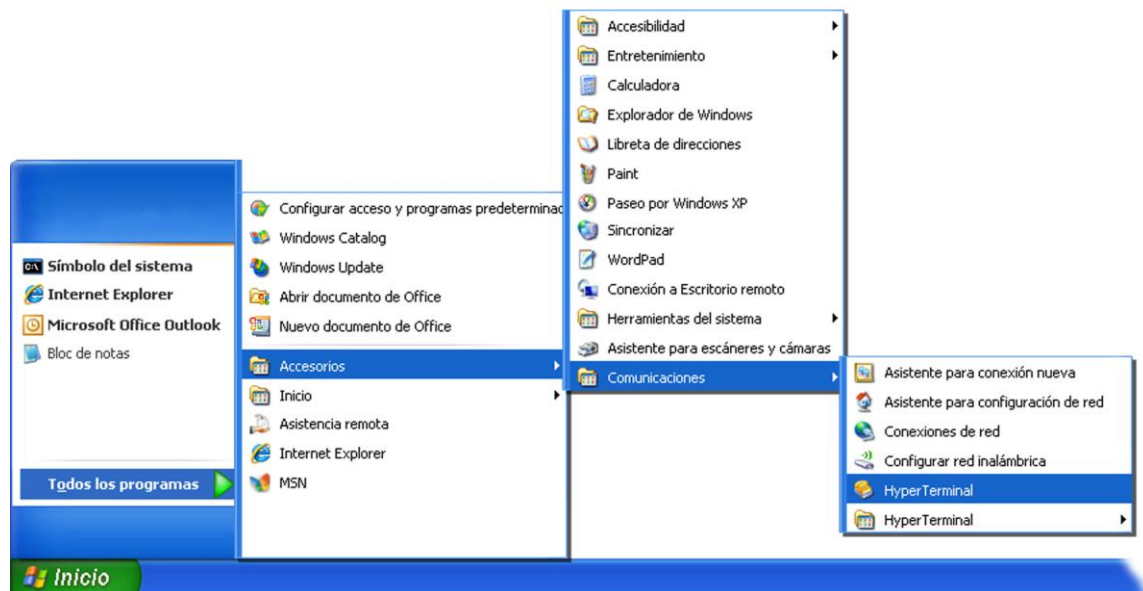 Símbolo del sistema
Internet Explorer
Microsoft Office Outlook
Bloc de notas
Todos los programas
Inicio
Configurar acceso y programas predeterminac
Windows Catalog
Windows Update
Abrir documento de Office
Nuevo documento de Office
Accesorios
Inicio
Asistencia remota
Internet Explorer
MSN
Accesibilidad
Entretenimiento
Calculadora
Explorador de Windows
Libreta de direcciones
Paint
Paseo por Windows XP
Sincronizar
WordPad
Conexión a Escritorio remoto
Herramientas del sistema
Asistente para escáneres y cámaras
Comunicaciones
Asistente para conexión nueva
Asistente para configuración de red
Conexiones de red
Configurar red inalámbrica
HyperTerminal
HyperTerminal